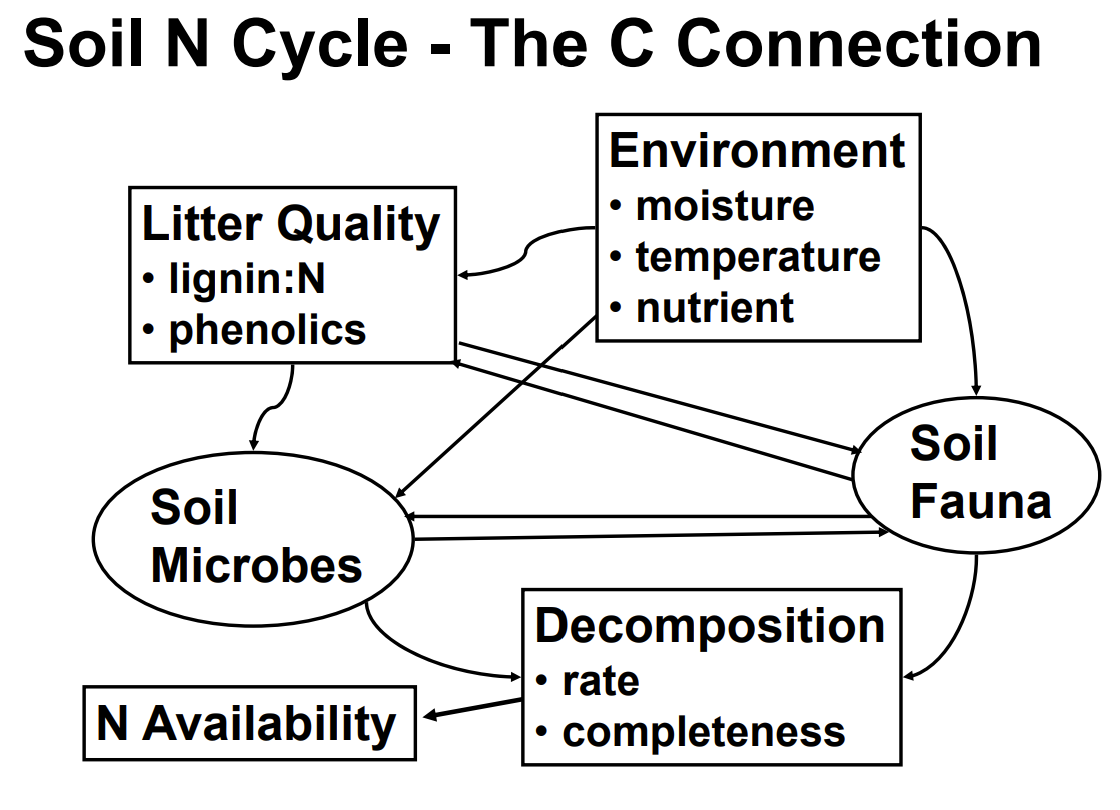 Soil N Cycle - The C Connection
Environment
• moisture
• temperature
• nutrient
Litter Quality
• lignin:N
• phenolics
Soil
Fauna
Soil
Microbes
Decomposition
• rate
• completeness
N Availability